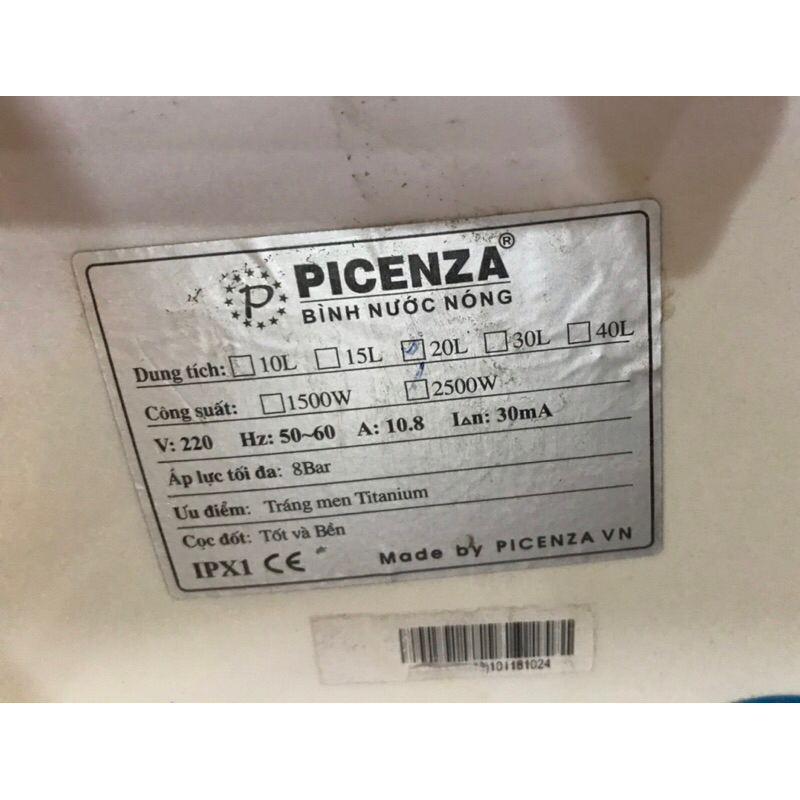 PICENZA®
BÌNH NƯỚC NÓNG
Dung tích: 10L 15L 20L 30L 40L
Công suất: 1500W 2500W
V: 220 Hz: 50~60 A: 10.8 I∆n: 30mA
Áp lực tối đa: 8Bar
Ưu điểm: Tráng men Titanium
Cọc đốt: Tốt và Bền
IPX1 CE Made by PICENZA VN